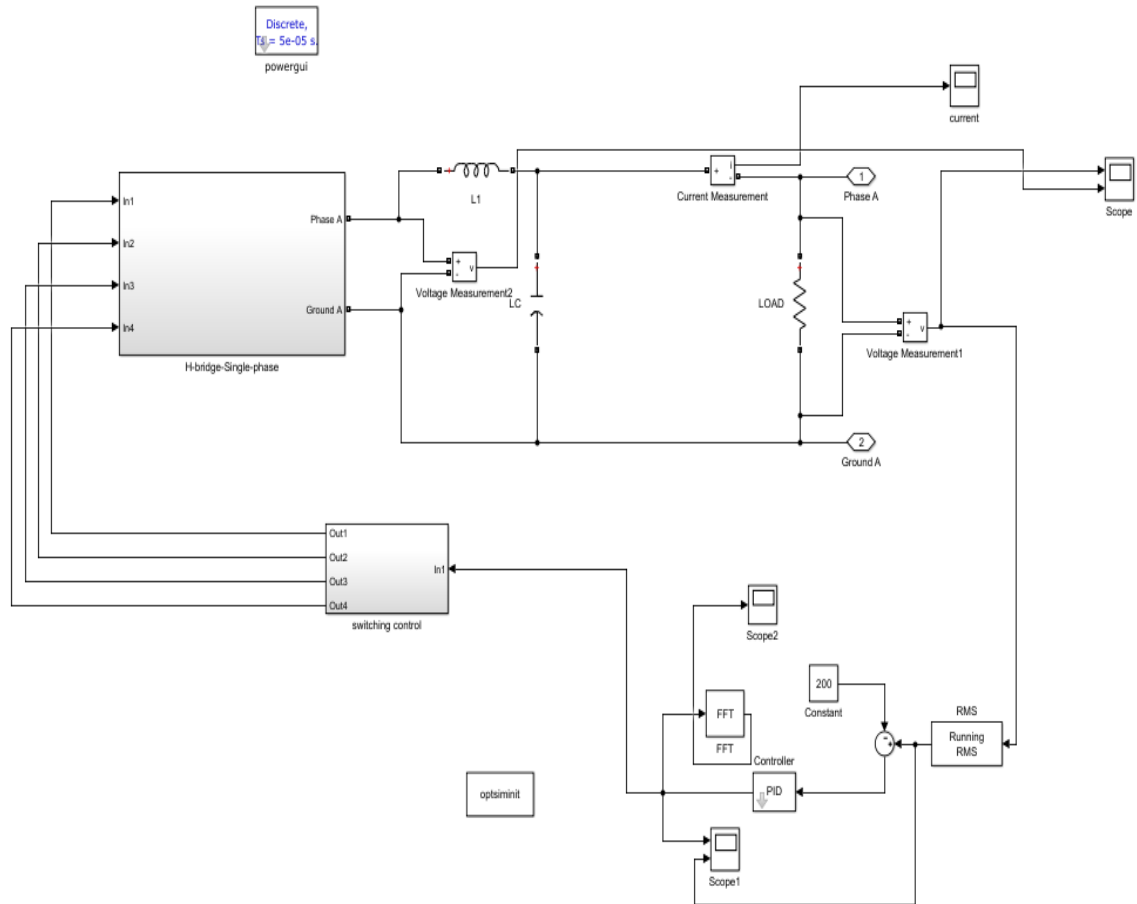 Discrete,
Ts = 5e-05 s.
powergui
current
Scope
In1
In2
In3
In4
Phase A
Ground A
H-bridge-Single-phase
L1
+
v
-
Voltage Measurement2
LC
+
i
-
Current Measurement
1
Phase A
LOAD
+
v
-
Voltage Measurement1
2
Ground A
Out1
Out2
Out3
Out4
In1
switching control
Scope2
200
Constant
FFT
FFT
RMS
Running
RMS
Controller
PID
optsiminit
Scope1